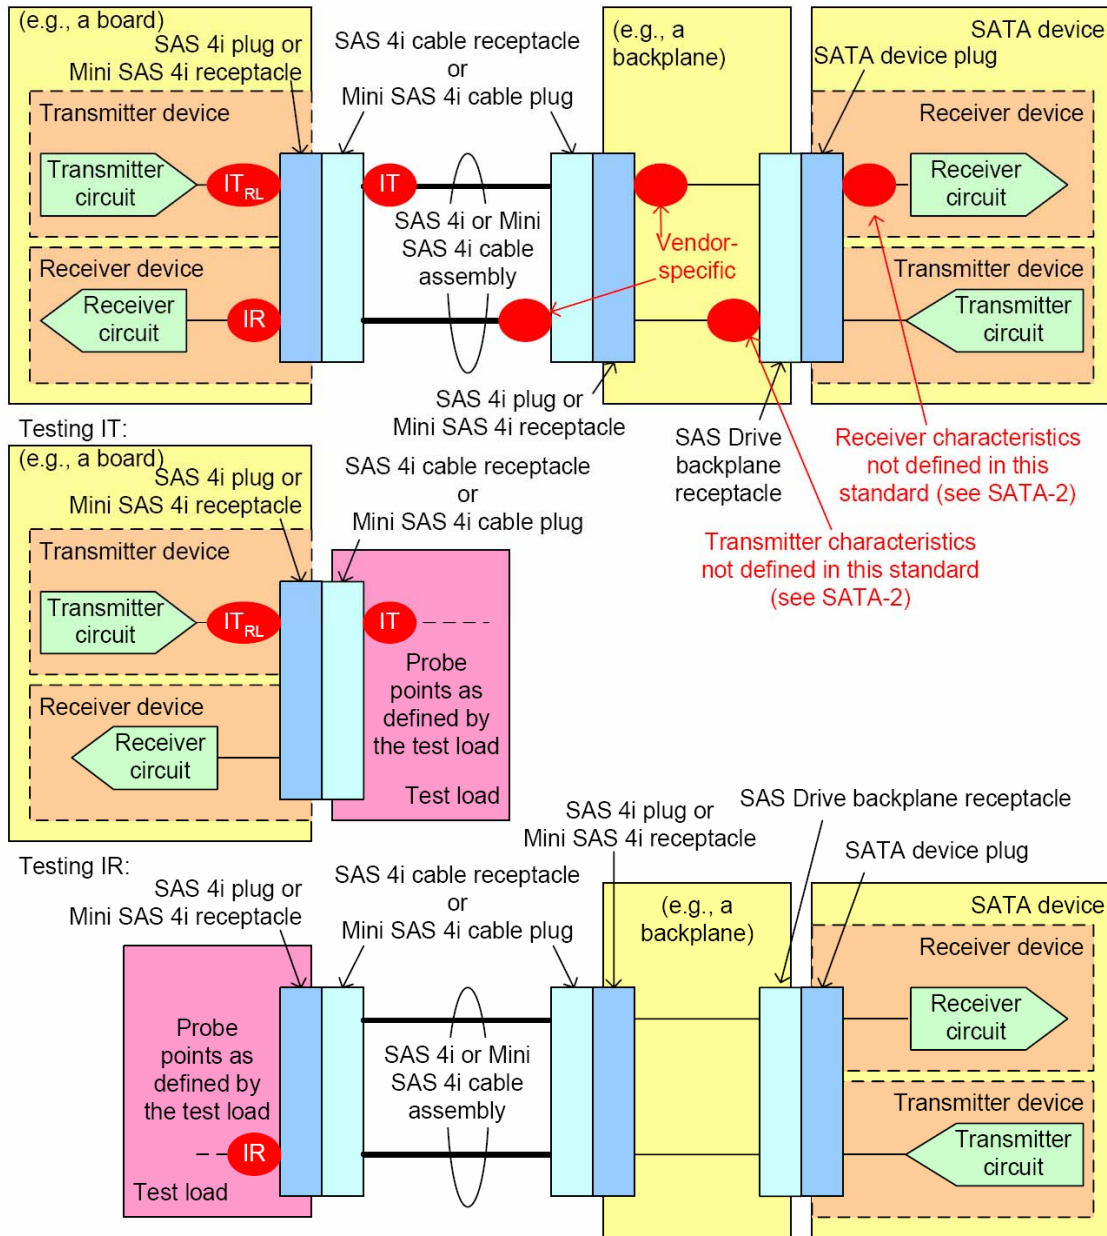 (e.g., a board)
SAS 4i plug or
Mini SAS 4i receptacle
SAS 4i cable receptacle
or
Mini SAS 4i cable plug
(e.g., a
backplane)
SATA device
SATA device plug
Transmitter device
Transmitter
circuit
IT_RL
IT
Receiver device
Receiver
circuit
IR
SAS 4i or Mini
SAS 4i cable
assembly
Vendor-
specific
Receiver device
Receiver
circuit
Transmitter device
Transmitter
circuit
SAS 4i plug or
Mini SAS 4i receptacle
SAS Drive
backplane
receptacle
Receiver characteristics
not defined in this
standard (see SATA-2)
Transmitter characteristics
not defined in this standard
(see SATA-2)
Testing IT:
(e.g., a board)
SAS 4i plug or
Mini SAS 4i receptacle
SAS 4i cable receptacle
or
Mini SAS 4i cable plug
Transmitter device
Transmitter
circuit
IT_RL
IT
Receiver device
Receiver
circuit
Probe
points as
defined by
the test load
Test load
Testing IR:
SAS 4i plug or
Mini SAS 4i receptacle
SAS 4i cable receptacle
or
Mini SAS 4i cable plug
SAS 4i plug or
Mini SAS 4i receptacle
SAS Drive backplane receptacle
SATA device plug
(e.g., a
backplane)
SATA device
Probe
points as
defined by
the test load
IR
Test load
SAS 4i or Mini
SAS 4i cable
assembly
Receiver device
Receiver
circuit
Transmitter device
Transmitter
circuit